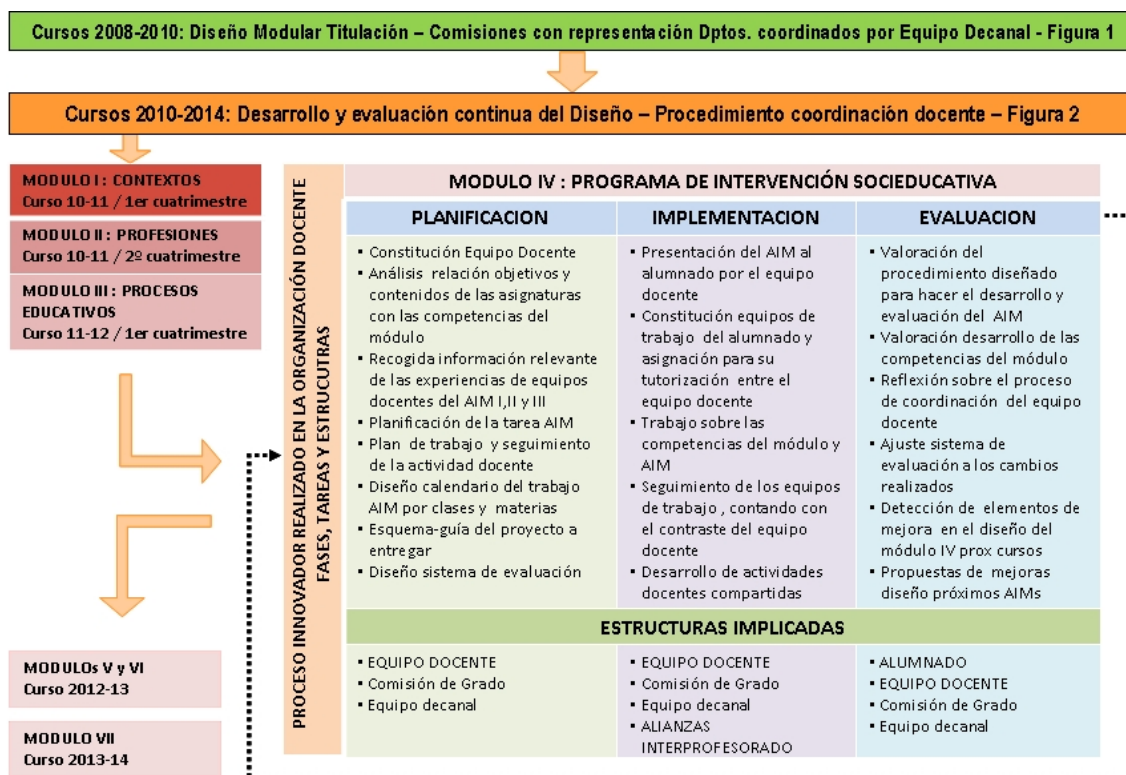 Cursos 2008-2010: Diseño Modular Titulación – Comisiones con representación Dptos. coordinados por Equipo Decanal - Figura 1
Cursos 2010-2014: Desarrollo y evaluación continua del Diseño – Procedimiento coordinación docente – Figura 2
MODULO I : CONTEXTOS
Curso 10-11 / 1er cuatrimestre
MODULO II : PROFESIONES
Curso 10-11 / 2º cuatrimestre
MODULO III : PROCESOS
EDUCATIVOS
Curso 11-12 / 1er cuatrimestre
MODULOs V y VI
Curso 2012-13
MODULO VII
Curso 2013-14
PROCESO INNOVADOR REALIZADO EN LA ORGANIZACIÓN DOCENTE
FASES, TAREAS Y ESTRUCUTRAS
MODULO IV : PROGRAMA DE INTERVENCIÓN SOCIEDUCATIVA
PLANIFICACION
▪ Constitución Equipo Docente
▪ Análisis relación objetivos y
contenidos de las asignaturas
con las competencias del
módulo
▪ Recogida información relevante
de las experiencias de equipos
docentes del AIM I,II y III
▪ Planificación de la tarea AIM
▪ Plan de trabajo y seguimiento
de la actividad docente
▪ Diseño calendario del trabajo
AIM por clases y materias
▪ Esquema-guía del proyecto a
entregar
▪ Diseño sistema de evaluación
IMPLEMENTACION
▪ Presentación del AIM al
alumnado por el equipo
docente
▪ Constitución equipos de
trabajo del alumnado y
asignación para su
tutorización entre el
equipo docente
▪ Trabajo sobre las
competencias del módulo y
AIM
▪ Seguimiento de los equipos
de trabajo , contando con
el contraste del equipo
docente
▪ Desarrollo de actividades
docentes compartidas
EVALUACION
▪ Valoración del
procedimiento diseñado
para hacer el desarrollo y
evaluación del AIM
▪ Valoración desarrollo de las
competencias del módulo
▪ Reflexión sobre el proceso
de coordinación del equipo
docente
▪ Ajuste sistema de
evaluación a los cambios
realizados
▪ Detección de elementos de
mejora en el diseño del
módulo IV prox cursos
▪ Propuestas de mejoras
diseño próximos AIMs
ESTRUCTURAS IMPLICADAS
▪ EQUIPO DOCENTE
▪ Comisión de Grado
▪ Equipo decanal
▪ EQUIPO DOCENTE
▪ Comisión de Grado
▪ Equipo decanal
▪ ALIANZAS
INTERPROFESORADO
▪ ALUMNADO
▪ EQUIPO DOCENTE
▪ Comisión de Grado
▪ Equipo decanal